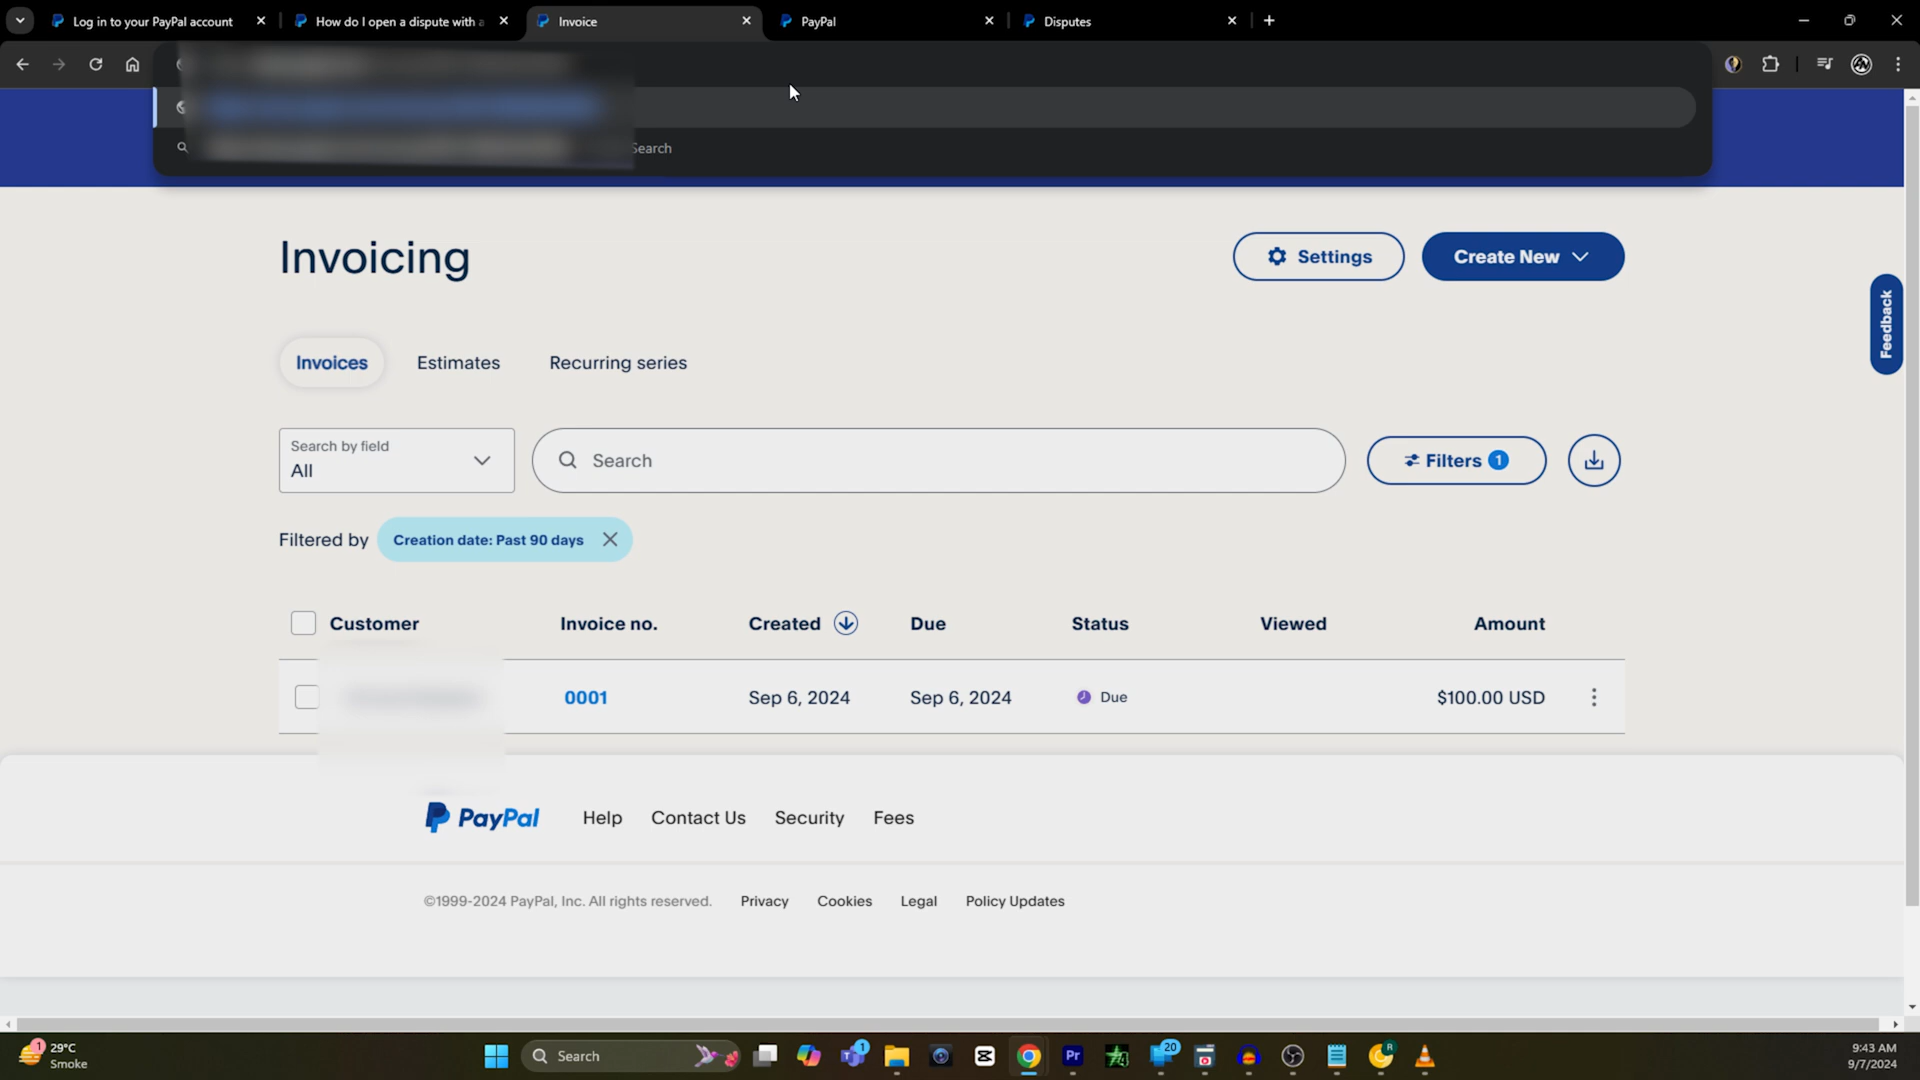 Log in to your PayPal account
How do I open a dispute with a
Invoice
PayPal
Disputes
Search
Invoicing
Settings
Create New
Feedback
Invoices
Estimates
Recurring series
Search by field
All
Search
Filters 1
Filtered by
Creation date: Past 90 days
Customer
Invoice no.
Created
Due
Status
Viewed
Amount
0001
Sep 6, 2024
Sep 6, 2024
Due
$100.00 USD
PayPal
Help
Contact Us
Security
Fees
©1999-2024 PayPal, Inc. All rights reserved.
Privacy
Cookies
Legal
Policy Updates
1
29°C
Smoke
Search
1
Pr
20
R
9:43 AM
9/7/2024